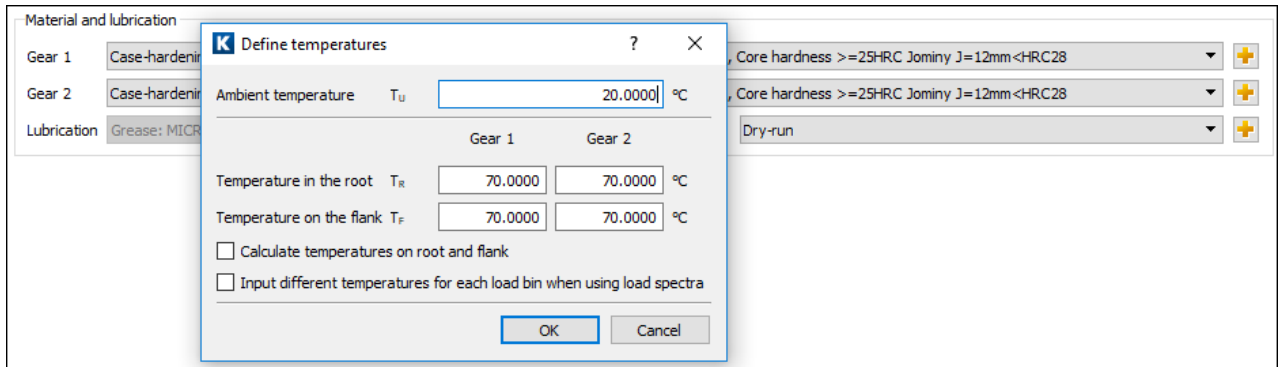 Material and lubrication
K Define temperatures ? ×
Gear 1 Case-hardenin , Core hardness >=25HRC Jominy J=12mm<HRC28
Gear 2 Case-hardenin , Core hardness >=25HRC Jominy J=12mm<HRC28
Lubrication Grease: MICR Dry-run
Ambient temperature TU 20.0000 °C
Gear 1 Gear 2
Temperature in the root TR 70.0000 70.0000 °C
Temperature on the flank TF 70.0000 70.0000 °C
Calculate temperatures on root and flank
Input different temperatures for each load bin when using load spectra
OK Cancel